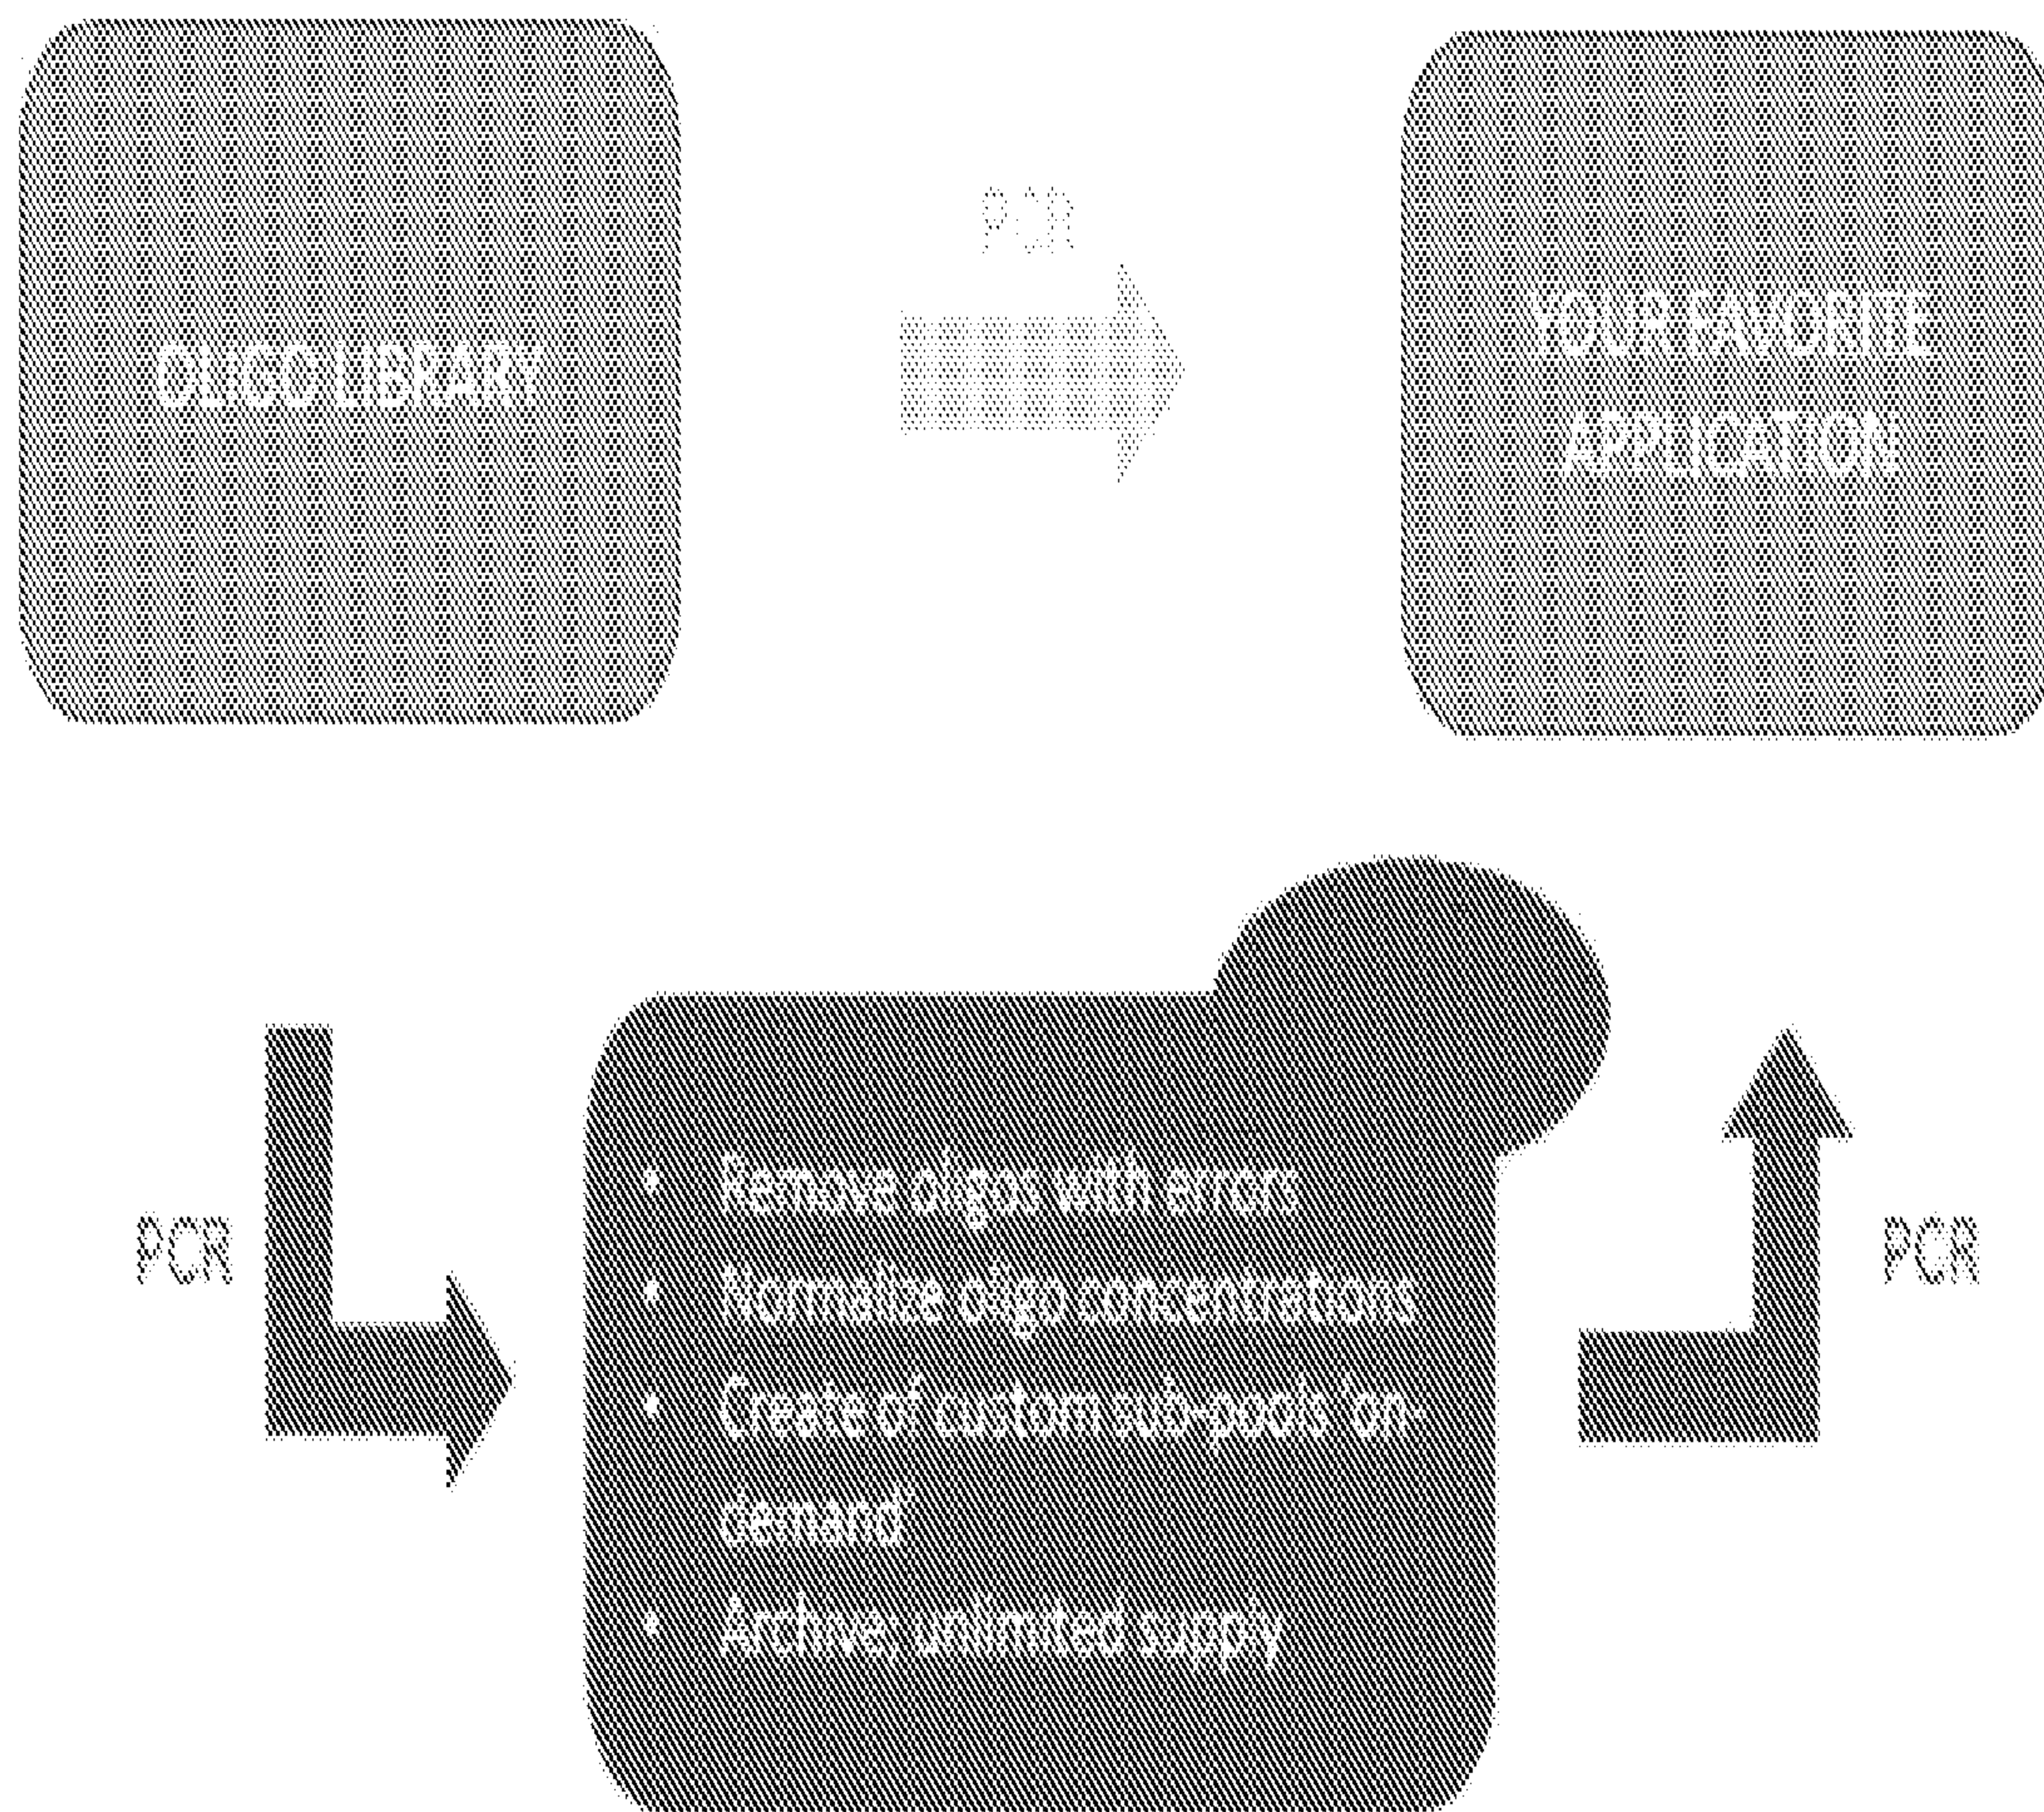 PCR
OLIGO LIBRARY
YOUR FAVORITE
APPLICATION
PCR
• Remove oligos with errors
• Normalize oligo concentrations
• Create of custom sub-pools 'on-
demand'
• Archive; unlimited supply
PCR